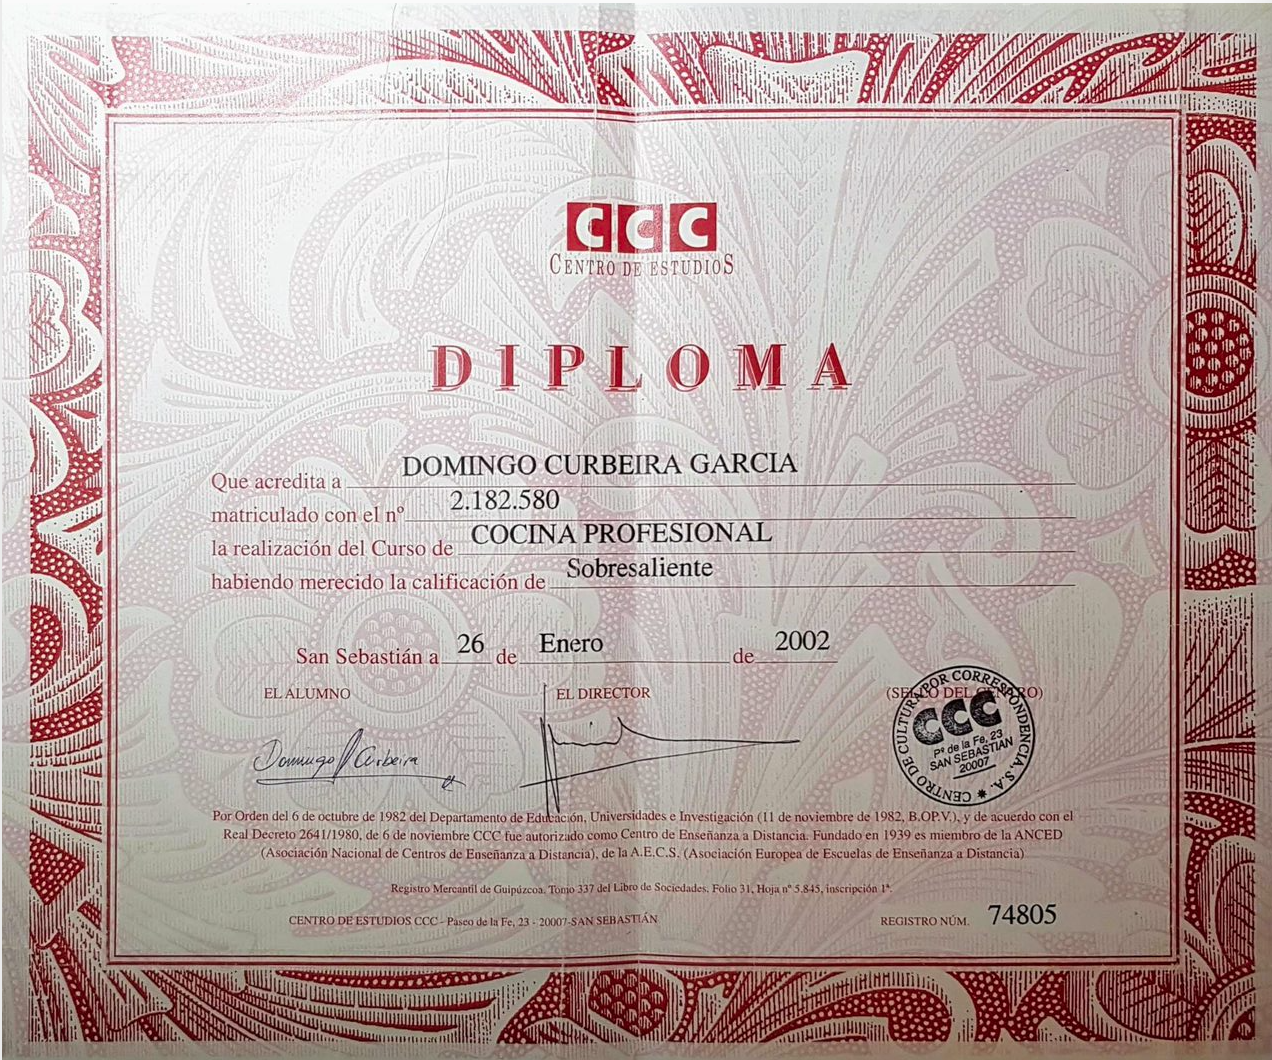 CCC
CENTRO DE ESTUDIOS
DIPLOMA
Que acredita a DOMINGO CURBEIRA GARCIA
matriculado con el nº 2.182.580
la realización del Curso de COCINA PROFESIONAL
habiendo merecido la calificación de Sobresaliente
San Sebastián a 26 de Enero de 2002
EL ALUMNO EL DIRECTOR (SELLO DEL CENTRO)
Domingo Curbeira
CENTRO DE CULTURA POR CORRESPONDENCIA, S.A.
CCC
Pº de la Fe, 23
SAN SEBASTIAN
20007
Por Orden del 6 de octubre de 1982 del Departamento de Educación, Universidades e Investigación (11 de noviembre de 1982, B.O.P.V.), y de acuerdo con el
Real Decreto 2641/1980, de 6 de noviembre CCC fue autorizado como Centro de Enseñanza a Distancia. Fundado en 1939 es miembro de la ANCED
(Asociación Nacional de Centros de Enseñanza a Distancia), de la A.E.C.S. (Asociación Europea de Escuelas de Enseñanza a Distancia)
Registro Mercantil de Guipúzcoa, Tomo 337 del Libro de Sociedades, Folio 31, Hoja nº 5.845, inscripción 1ª.
CENTRO DE ESTUDIOS CCC - Paseo de la Fe, 23 - 20007-SAN SEBASTIÁN REGISTRO NÚM. 74805